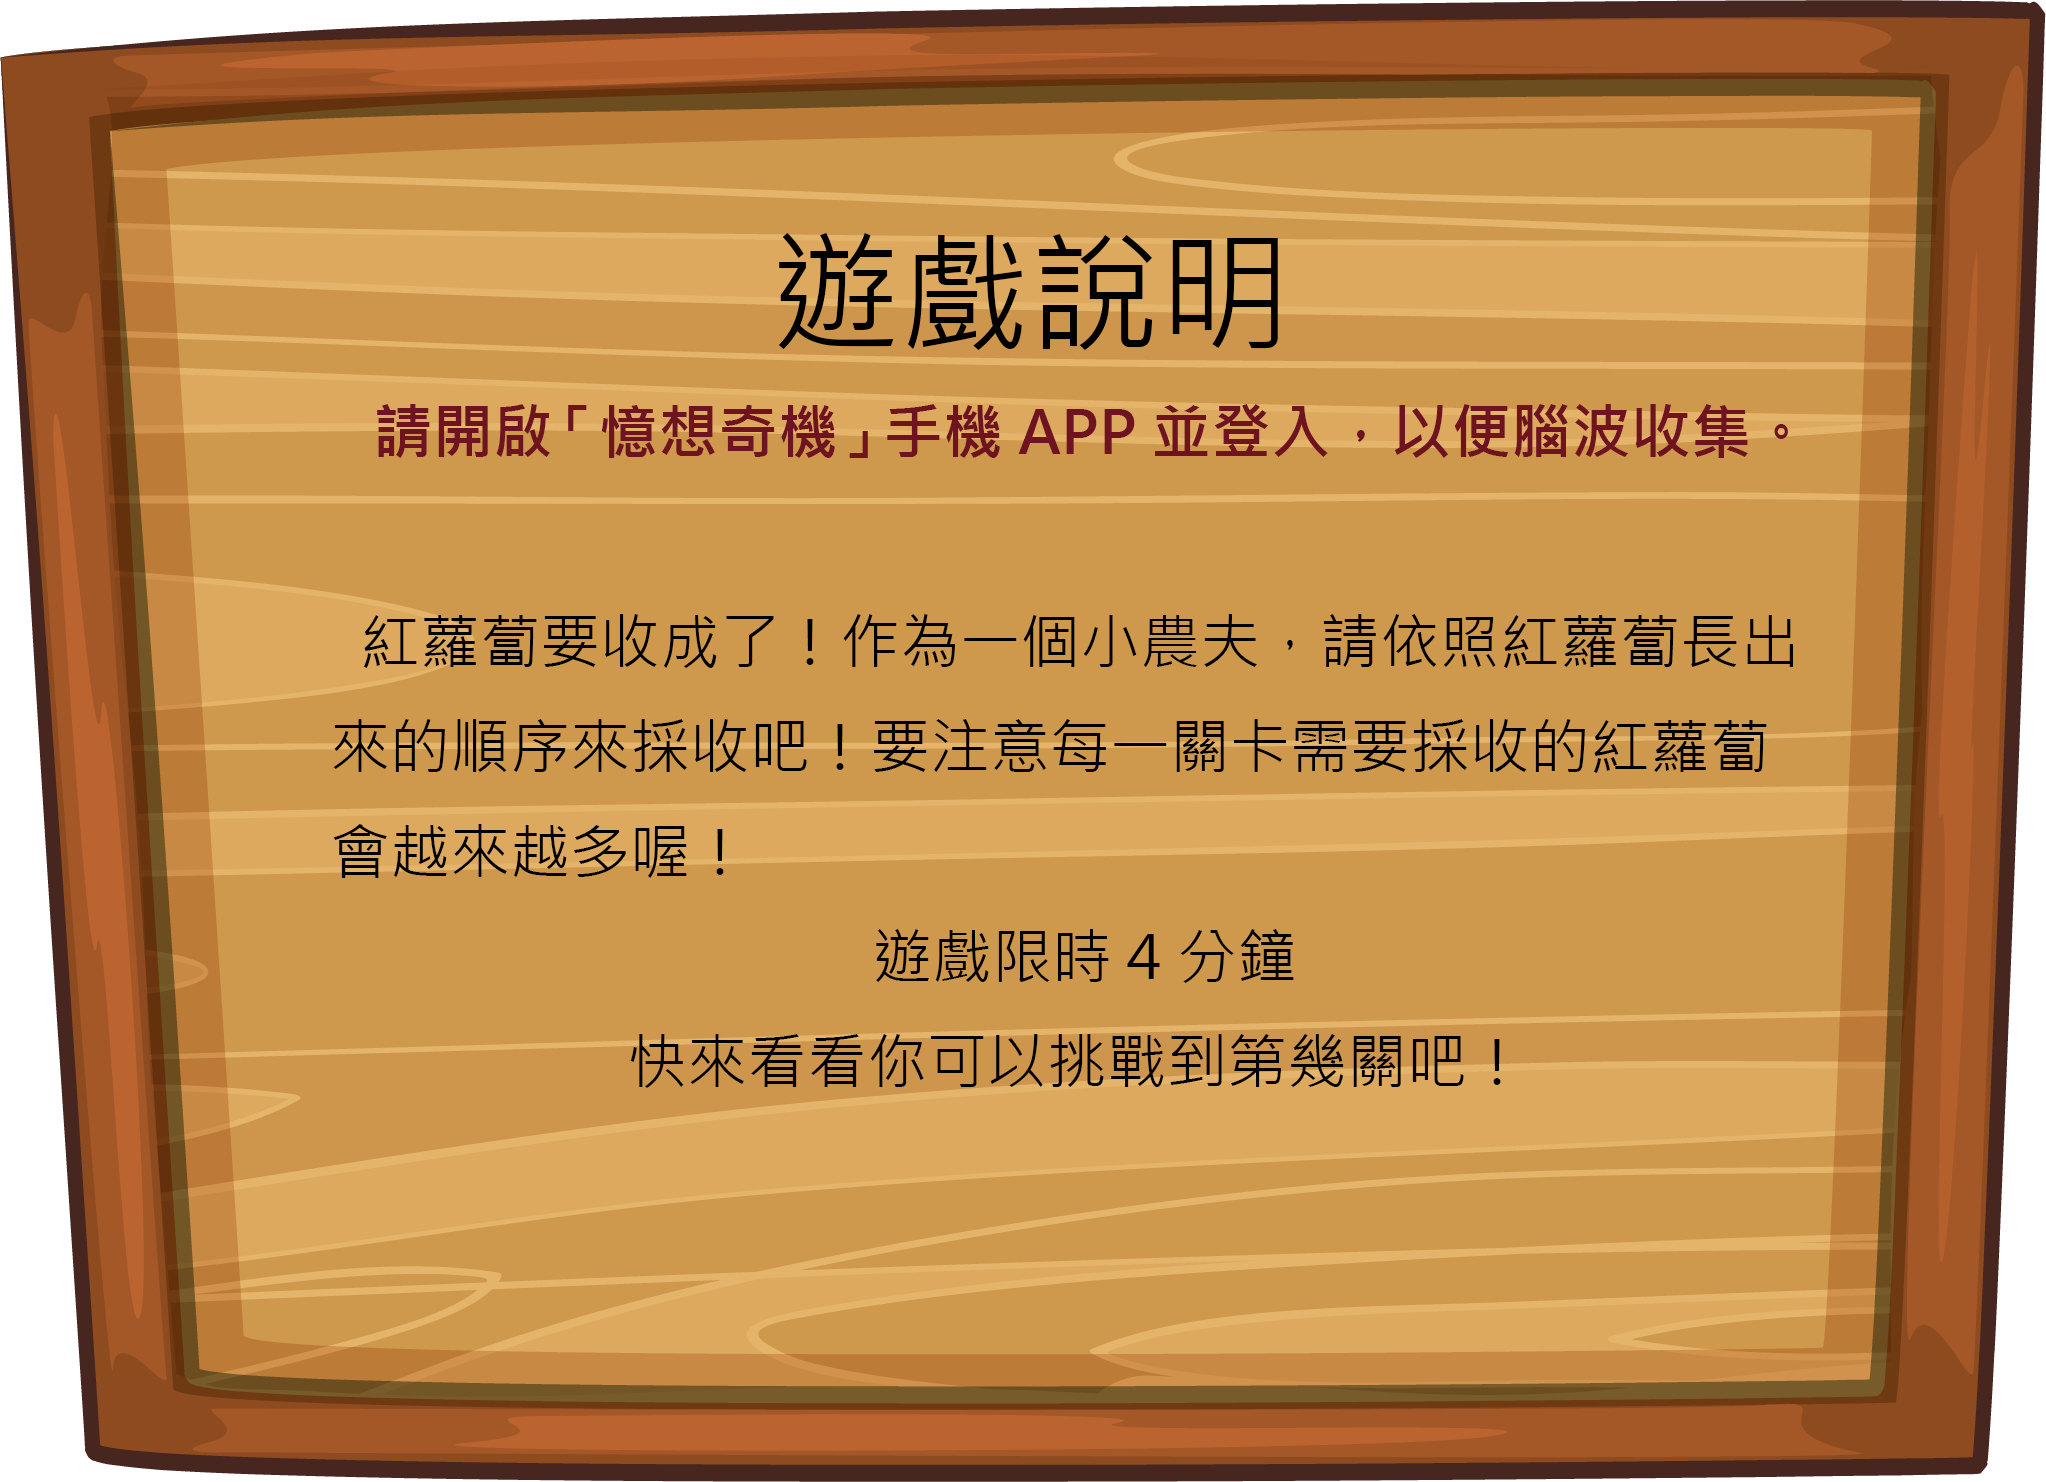 遊戲說明
請開啟「憶想奇機」手機 APP 並登入，以便腦波收集。
紅蘿蔔要收成了！作為一個小農夫，請依照紅蘿蔔長出
來的順序來採收吧！要注意每一關卡需要採收的紅蘿蔔
會越來越多喔！
遊戲限時 4 分鐘
快來看看你可以挑戰到第幾關吧！